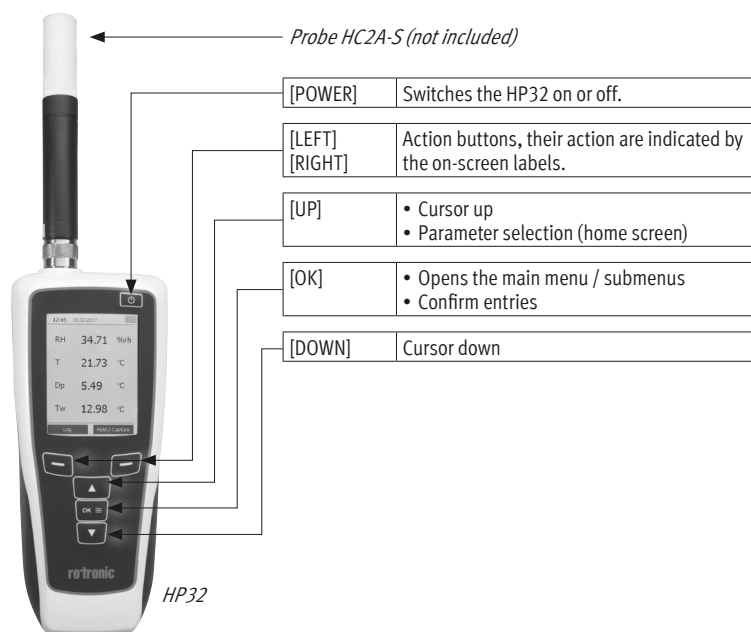 Probe HC2A-S (not included)
[POWER] Switches the HP32 on or off.
[LEFT] Action buttons, their action are indicated by
[RIGHT] the on-screen labels.
[UP] • Cursor up
• Parameter selection (home screen)
[OK] • Opens the main menu / submenus
• Confirm entries
[DOWN] Cursor down
12:45 01.02.2017
RH 34.71 %rh
T 21.73 °C
Dp 5.49 °C
Tw 12.98 °C
Log Hold / Capture
OK
rotronic
HP32